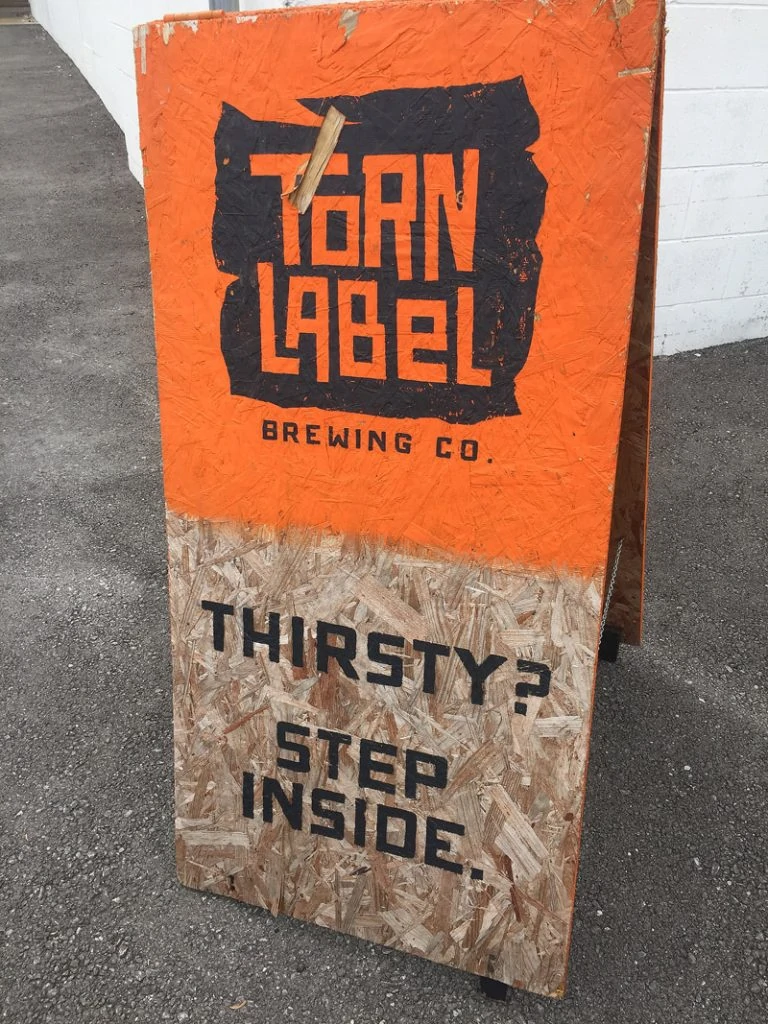 TORN
LABEL
BREWING CO.
THIRSTY?
STEP
INSIDE.